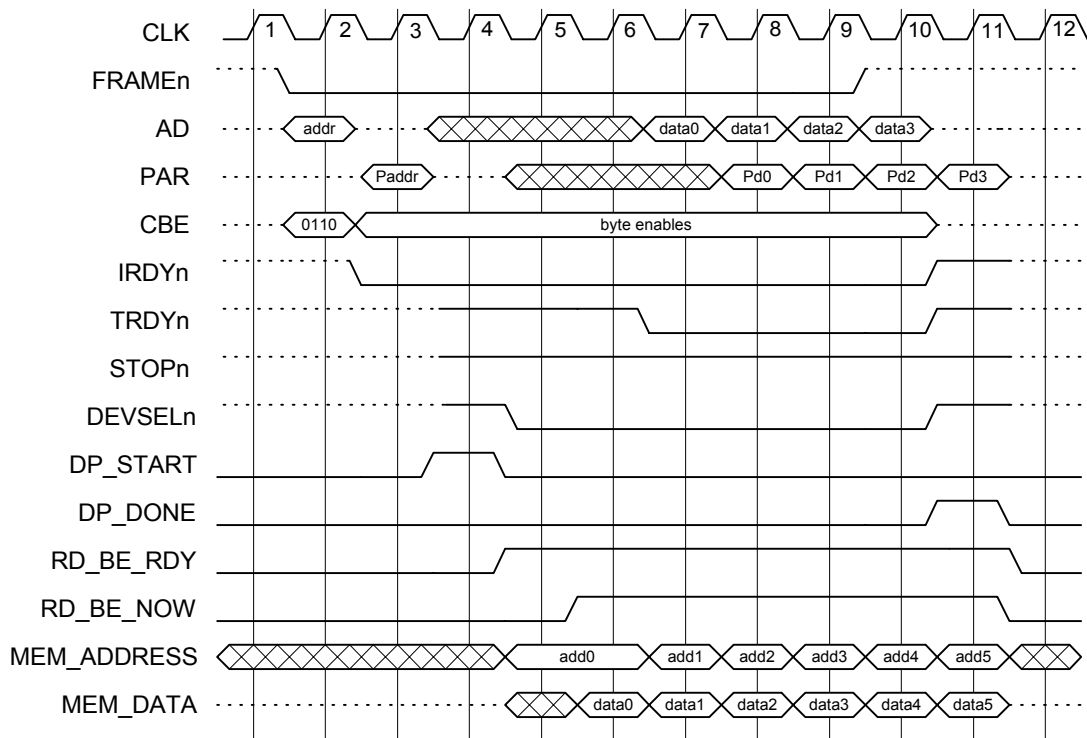 CLK 1 2 3 4 5 6 7 8 9 10 11 12
FRAMEn
AD addr data0 data1 data2 data3
PAR Paddr Pd0 Pd1 Pd2 Pd3
CBE 0110 byte enables
IRDYn
TRDYn
STOPn
DEVSELn
DP_START
DP_DONE
RD_BE_RDY
RD_BE_NOW
MEM_ADDRESS add0 add1 add2 add3 add4 add5
MEM_DATA data0 data1 data2 data3 data4 data5